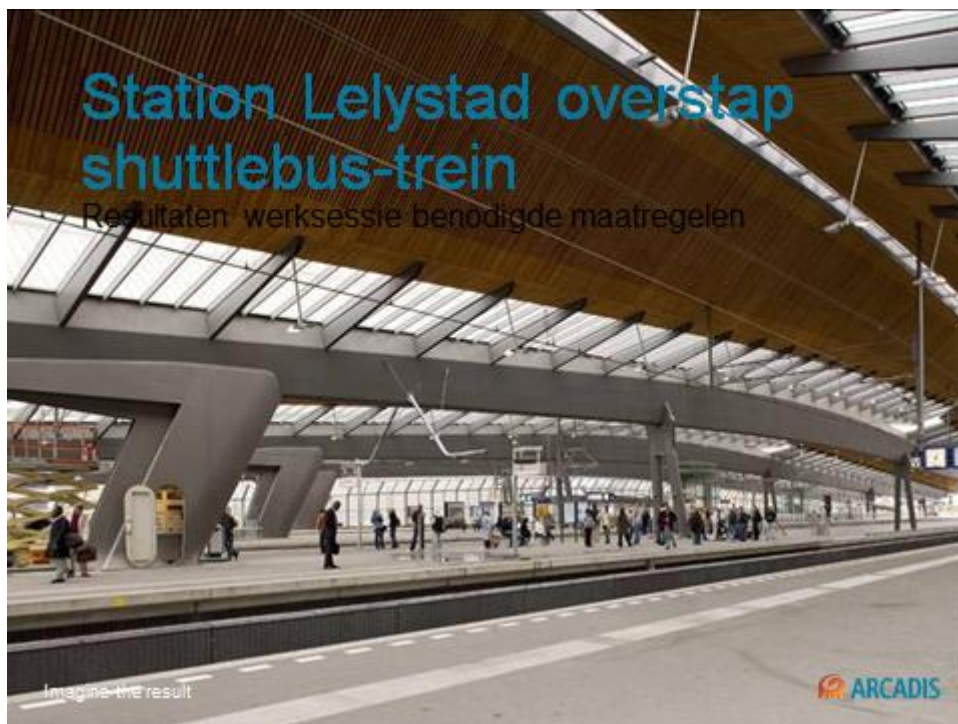 Station Lelystad overstap
shuttlebus-trein
Resultaten werksessie benodigde maatregelen
Imagine the result
ARCADIS